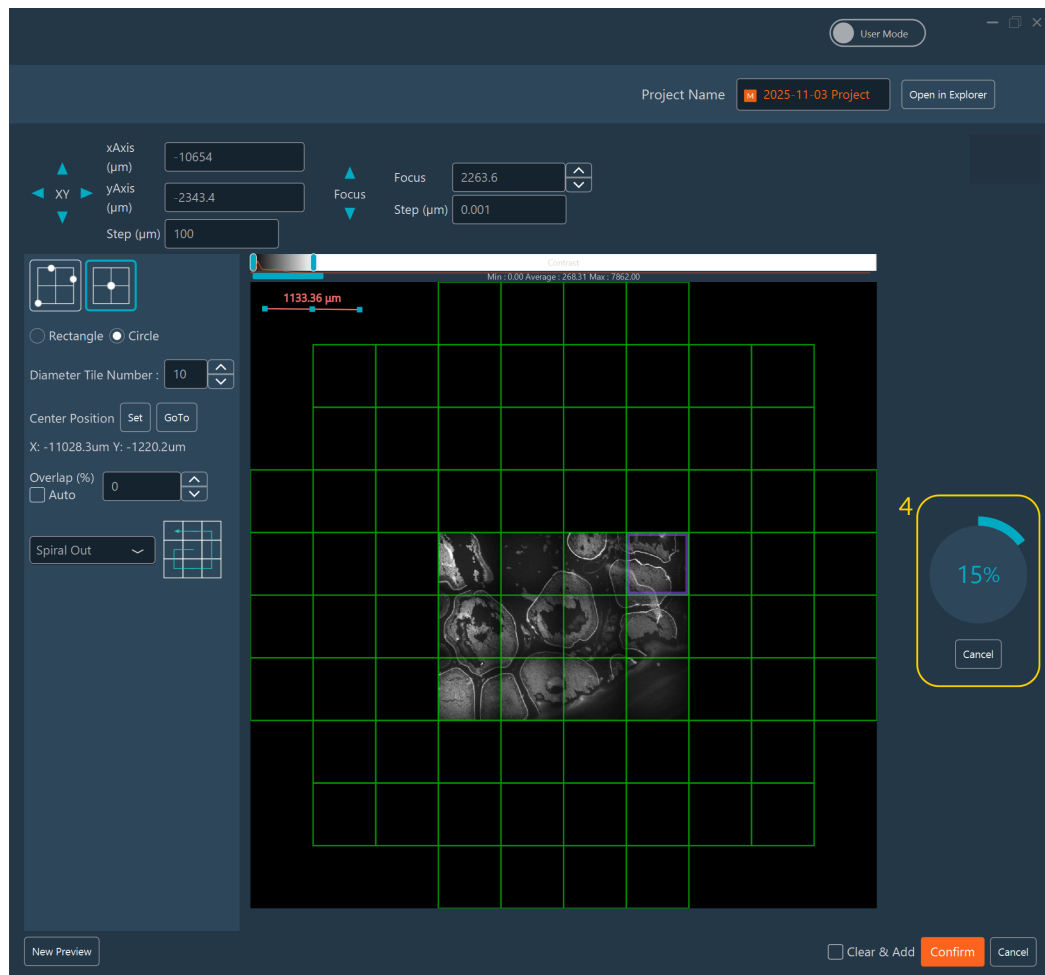 User Mode
Project Name
M 2025-11-03 Project
Open in Explorer
xAxis
(µm)
-10654
XY
yAxis
(µm)
-2343.4
Step (µm)
100
Focus
Focus
2263.6
Step (µm)
0.001
Contrast
Min : 0.00 Average : 268.31 Max : 7862.00
1133.36 µm
Rectangle
Circle
Diameter Tile Number :
10
Center Position
Set
GoTo
X: -11028.3um Y: -1220.2um
Overlap (%)
Auto
0
Spiral Out
4
15%
Cancel
New Preview
Clear & Add
Confirm
Cancel